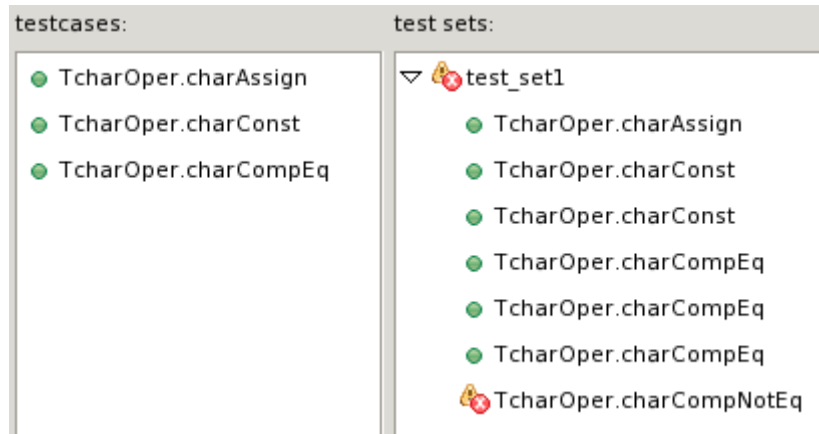 testcases:
TcharOper.charAssign
TcharOper.charConst
TcharOper.charCompEq
test sets:
test_set1
TcharOper.charAssign
TcharOper.charConst
TcharOper.charConst
TcharOper.charCompEq
TcharOper.charCompEq
TcharOper.charCompEq
TcharOper.charCompNotEq